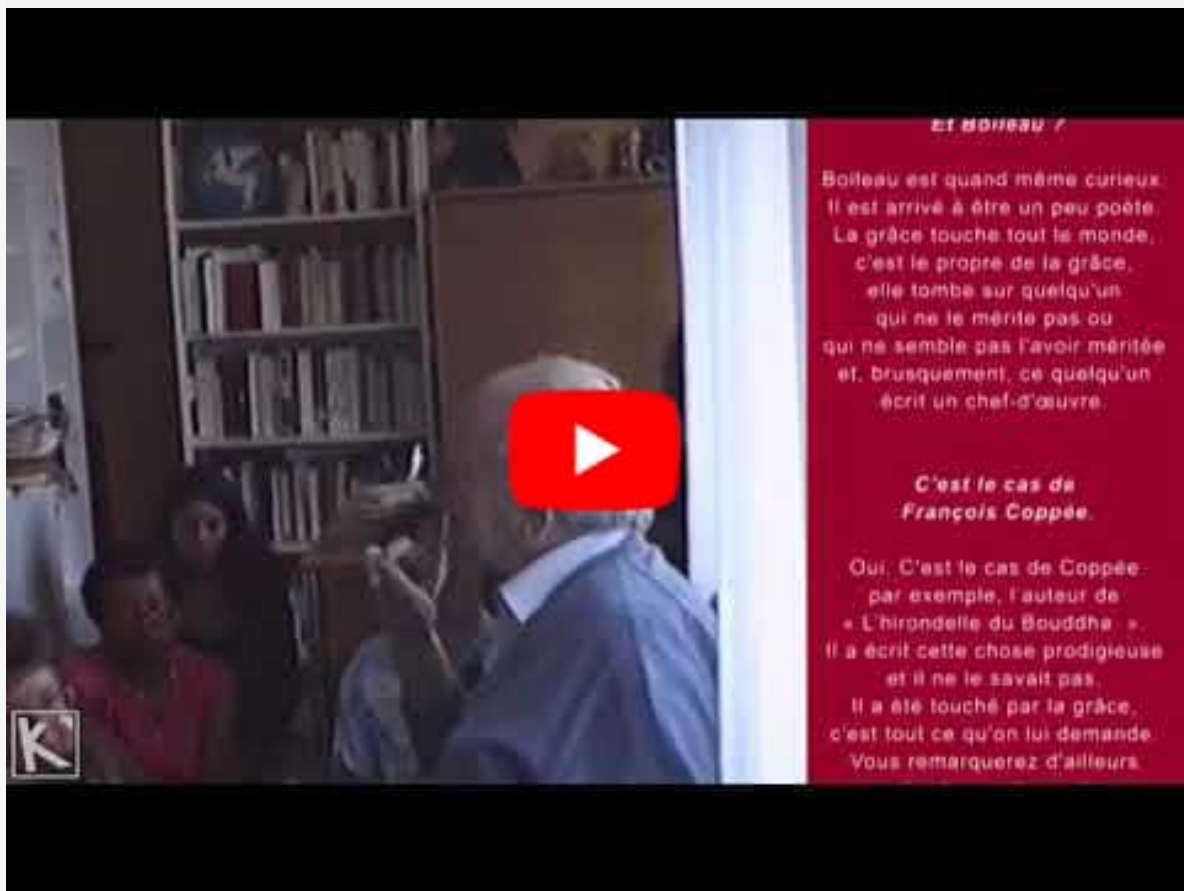 Et Boileau ?
Boileau est quand même curieux.
Il est arrivé à être un peu poète.
La grâce touche tout le monde,
c'est le propre de la grâce,
elle tombe sur quelqu'un
qui ne le mérite pas ou
qui ne semble pas l'avoir méritée
et, brusquement, ce quelqu'un
écrit un chef-d'œuvre.
C'est le cas de
François Coppée.
Oui. C'est le cas de Coppée
par exemple, l'auteur de
« L'hirondelle du Bouddha ».
Il a écrit cette chose prodigieuse
et il ne le savait pas.
Il a été touché par la grâce,
c'est tout ce qu'on lui demande.
Vous remarquerez d'ailleurs
K